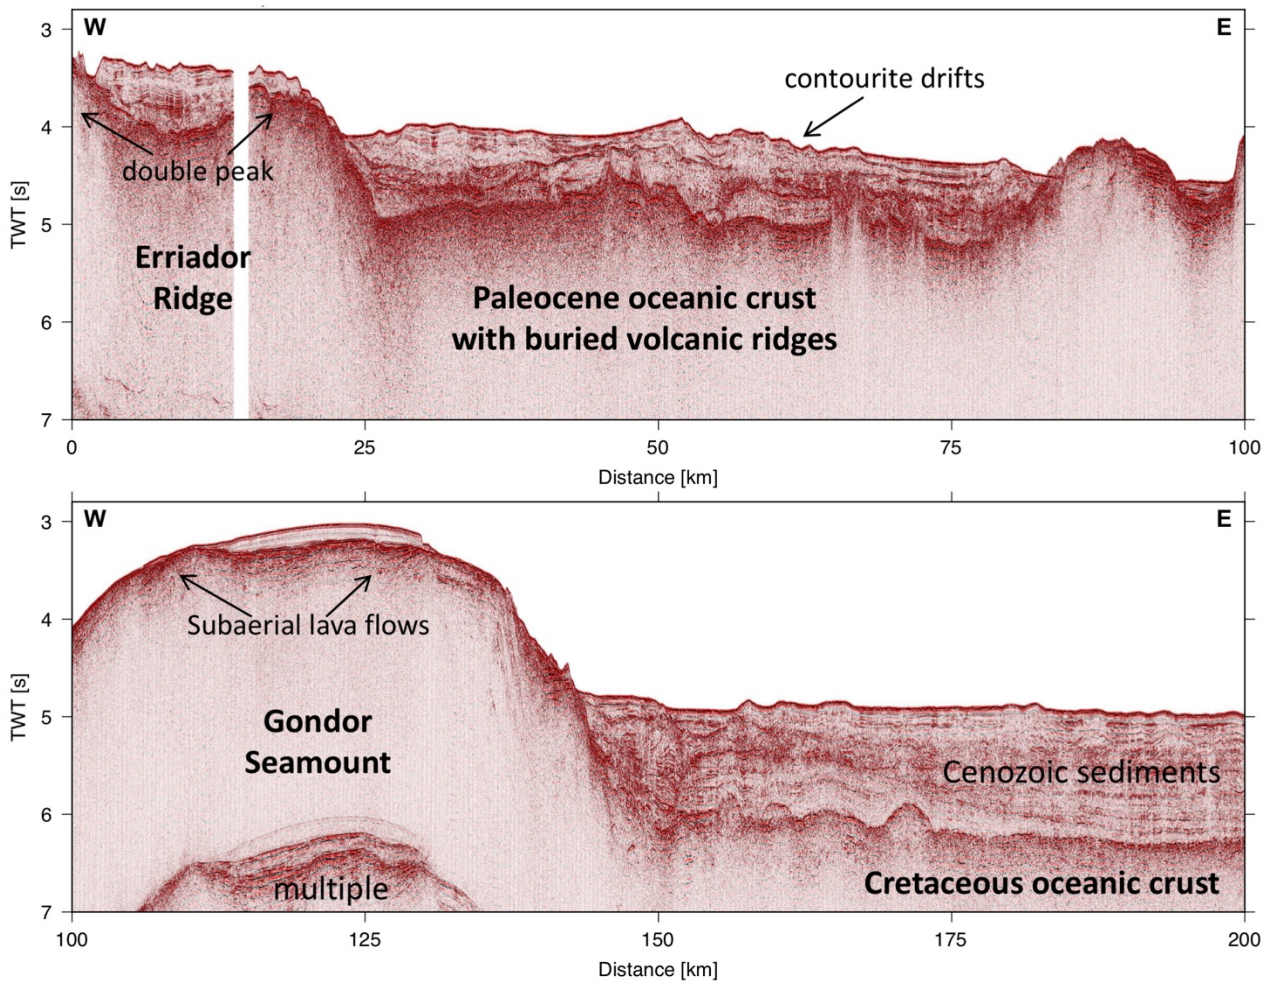 W
E
3
contourite drifts
4
double peak
TWT [s]
5
Erriador
Ridge
Paleocene oceanic crust
with buried volcanic ridges
6
7
0
25
50
75
100
Distance [km]
W
E
3
Subaerial lava flows
4
TWT [s]
5
Gondor
Seamount
Cenozoic sediments
6
multiple
Cretaceous oceanic crust
7
100
125
150
175
200
Distance [km]